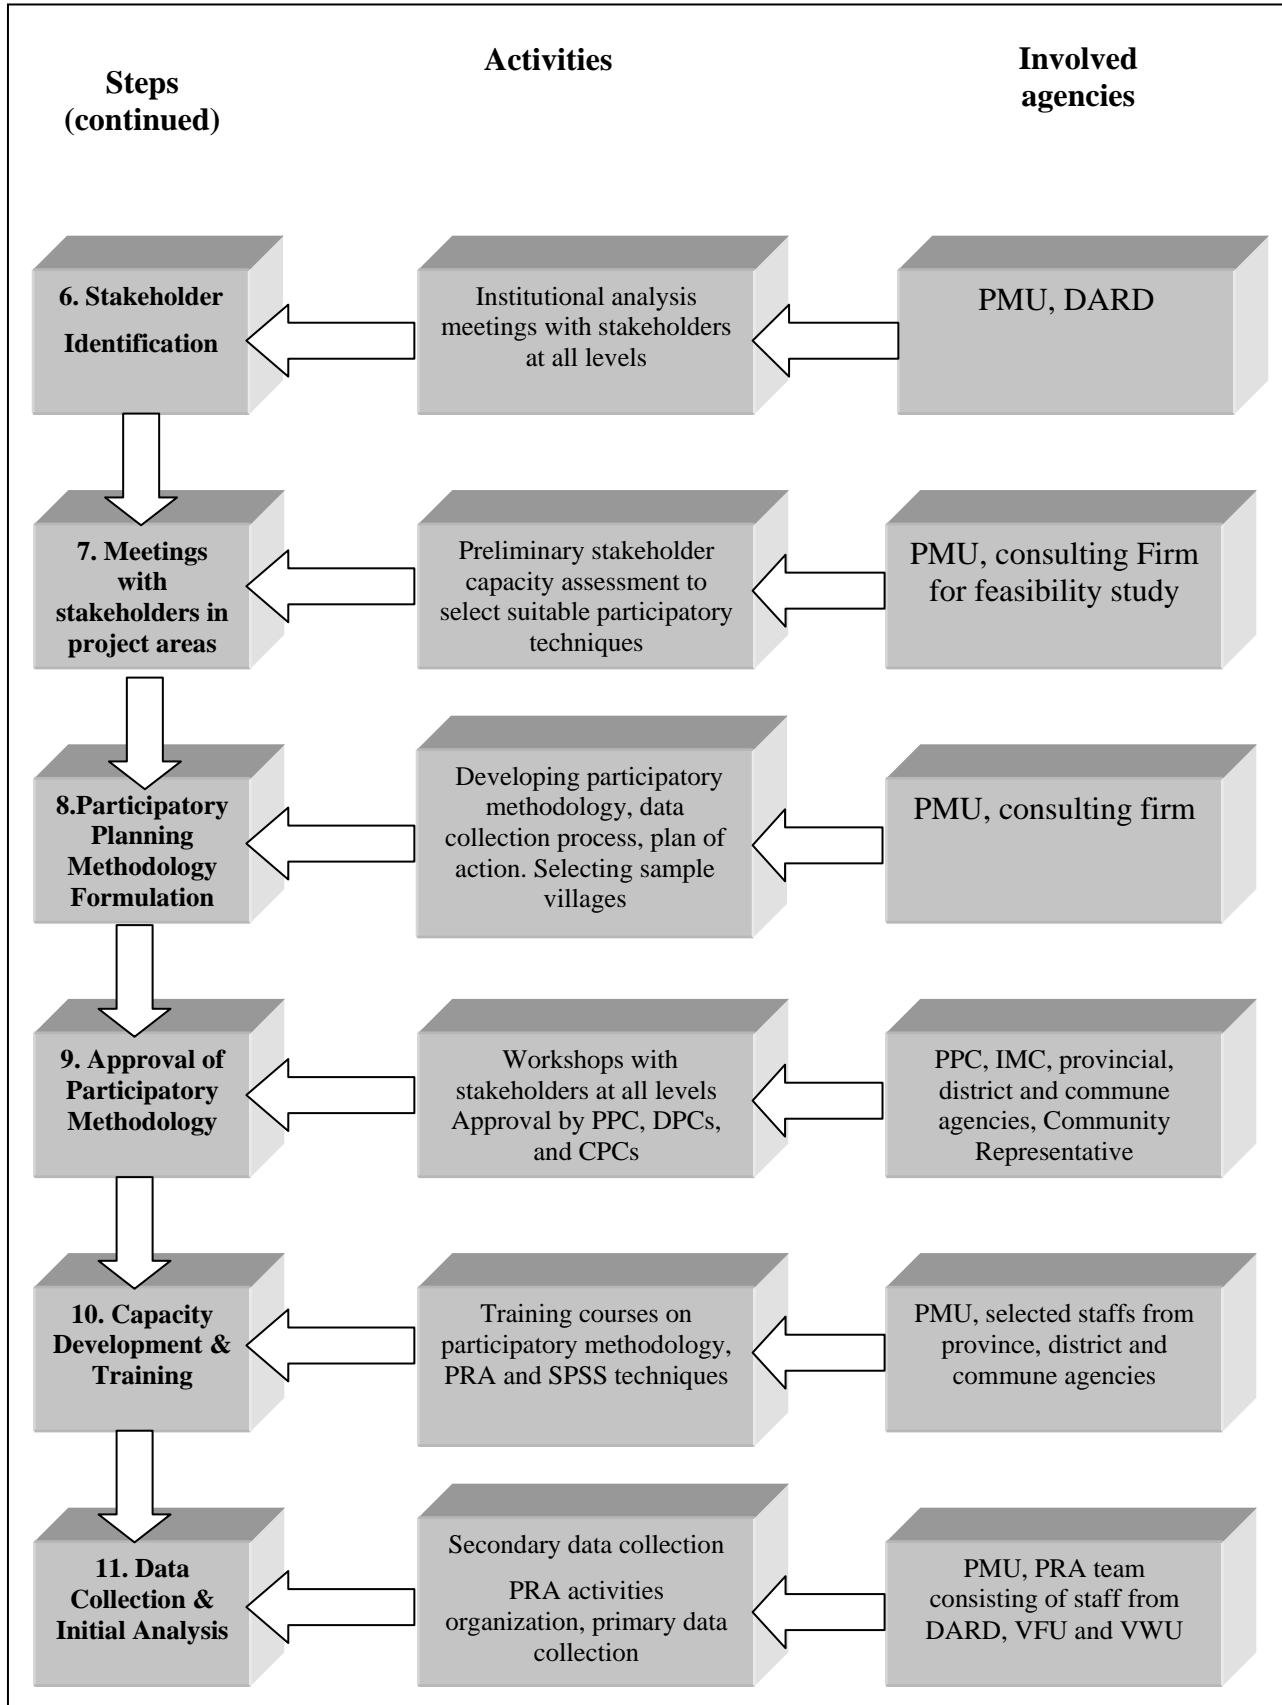 Steps
(continued)
Activities
Involved
agencies
6. Stakeholder
Identification
Institutional analysis
meetings with stakeholders
at all levels
PMU, DARD
7. Meetings
with
stakeholders in
project areas
Preliminary stakeholder
capacity assessment to
select suitable participatory
techniques
PMU, consulting Firm
for feasibility study
8.Participatory
Planning
Methodology
Formulation
Developing participatory
methodology, data
collection process, plan of
action. Selecting sample
villages
PMU, consulting firm
9. Approval of
Participatory
Methodology
Workshops with
stakeholders at all levels
Approval by PPC, DPCs,
and CPCs
PPC, IMC, provincial,
district and commune
agencies, Community
Representative
10. Capacity
Development &
Training
Training courses on
participatory methodology,
PRA and SPSS techniques
PMU, selected staffs from
province, district and
commune agencies
11. Data
Collection &
Initial Analysis
Secondary data collection
PRA activities
organization, primary data
collection
PMU, PRA team
consisting of staff from
DARD, VFU and VWU